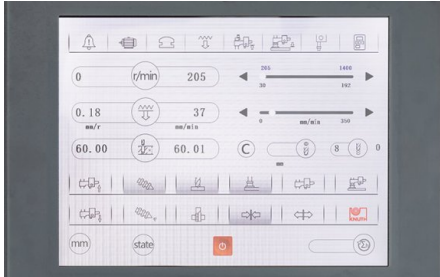 265 1400
0 r/min 205
30 192
0.18 37
mm/r mm/min
0 mm/min 350
60.00 60.01 C 8 0
KNUTH
mm state